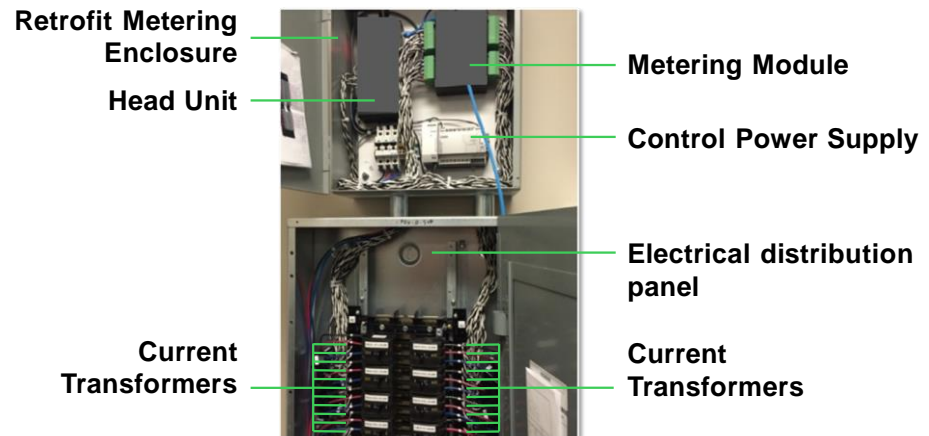 Retrofit Metering
Enclosure
Head Unit
Metering Module
Control Power Supply
Electrical distribution
panel
Current
Transformers
Current
Transformers